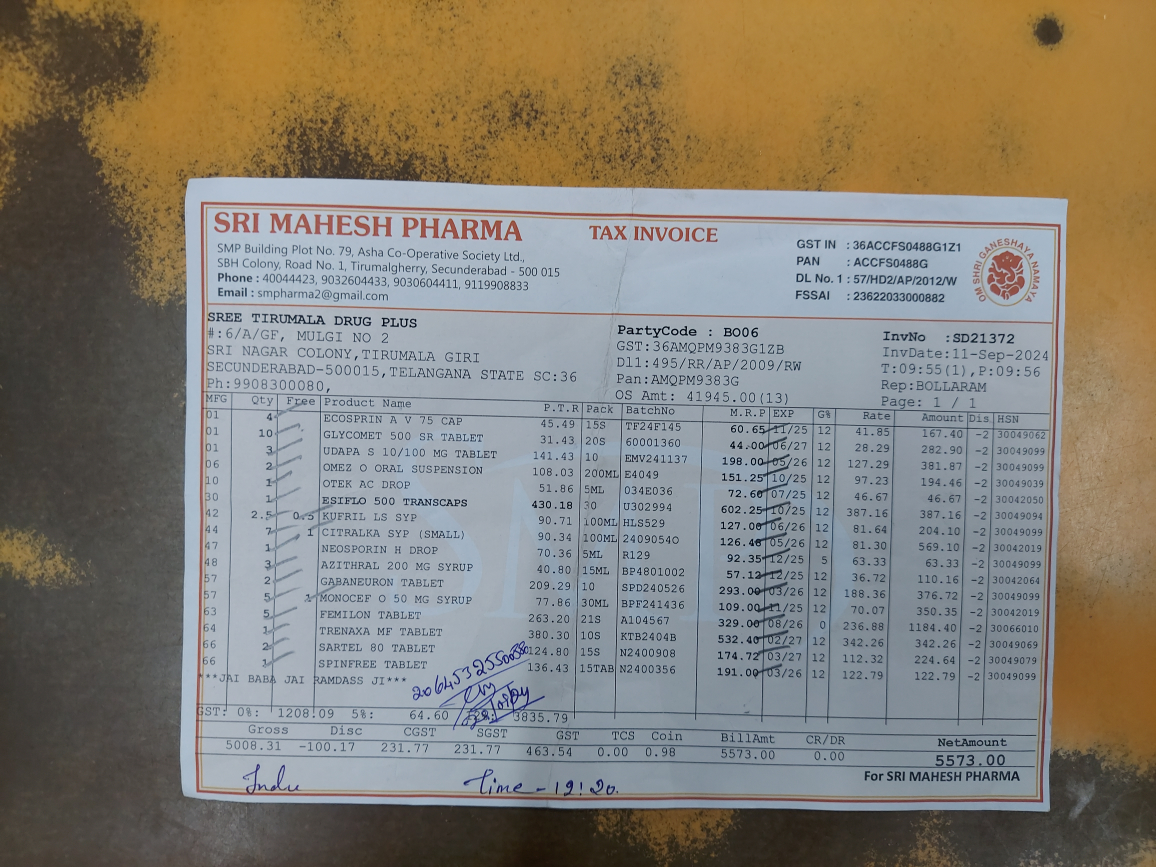 SRI MAHESH PHARMA
TAX INVOICE
SMP Building Plot No. 79, Asha Co-Operative Society Ltd.,
SBH Colony, Road No. 1, Tirumalgherry, Secunderabad - 500 015
Phone : 40044423, 9032604433, 9030604411, 9119908833
Email : smpharma2@gmail.com
GST IN : 36ACCFS0488G1Z1
PAN : ACCFS0488G
DL No. 1 : 57/HD2/AP/2012/W
FSSAI : 23622033000882
OM SHRI GANESHAYA NAMAYA
SREE TIRUMALA DRUG PLUS
#:6/A/GF, MULGI NO 2
SRI NAGAR COLONY,TIRUMALA GIRI
SECUNDERABAD-500015,TELANGANA STATE SC:36
Ph:9908300080,
PartyCode : BO06
GST:36AMQPM9383G1ZB
Dl1:495/RR/AP/2009/RW
Pan:AMQPM9383G
OS Amt: 41945.00(13)
InvNo :SD21372
InvDate:11-Sep-2024
T:09:55(1),P:09:56
Rep:BOLLARAM
Page: 1 / 1
MFG Qty Free Product Name P.T.R Pack BatchNo M.R.P EXP G% Rate Amount Dis HSN
01 4 ECOSPRIN A V 75 CAP 45.49 15S TF24F145 60.65 11/25 12 41.85 167.40 -2 30049062
01 10 GLYCOMET 500 SR TABLET 31.43 20S 60001360 44.00 06/27 12 28.29 282.90 -2 30049099
01 3 UDAPA S 10/100 MG TABLET 141.43 10 EMV241137 198.00 05/26 12 127.29 381.87 -2 30049099
06 2 OMEZ O ORAL SUSPENSION 108.03 200ML E4049 151.25 10/25 12 97.23 194.46 -2 30049039
10 1 OTEK AC DROP 51.86 5ML 034E036 72.60 07/25 12 46.67 46.67 -2 30042050
30 1 ESIFLO 500 TRANSCAPS 430.18 30 U302994 602.25 10/25 12 387.16 387.16 -2 30049094
42 2.5 0.5 KUFRIL LS SYP 90.71 100ML HLS529 127.00 06/26 12 81.64 204.10 -2 30049099
44 7 1 CITRALKA SYP (SMALL) 90.34 100ML 2409054O 126.48 05/26 12 81.30 569.10 -2 30042019
47 1 NEOSPORIN H DROP 70.36 5ML R129 92.35 12/25 5 63.33 63.33 -2 30042064
48 3 AZITHRAL 200 MG SYRUP 40.80 15ML BP4801002 57.12 12/25 12 36.72 110.16 -2 30049099
57 2 GABANEURON TABLET 209.29 10 SPD240526 293.00 03/26 12 188.36 376.72 -2 30049099
57 5 1 MONOCEF O 50 MG SYRUP 77.86 30ML BPF241436 109.00 11/25 12 70.07 350.35 -2 30042019
63 5 FEMILON TABLET 263.20 21S A104567 329.00 08/26 0 236.88 1184.40 -2 30066010
64 1 TRENAXA MF TABLET 380.30 10S KTB2404B 532.40 02/27 12 342.26 342.26 -2 30049069
66 2 SARTEL 80 TABLET 124.80 15S N2400908 174.72 03/27 12 112.32 224.64 -2 30049079
66 1 SPINFREE TABLET 136.43 15TAB N2400356 191.00 03/26 12 122.79 122.79 -2 30049099
***JAI BABA JAI RAMDASS JI***
GST: 0%: 1208.09 5%: 64.60 3835.79
Gross Disc CGST SGST GST TCS Coin BillAmt CR/DR NetAmount
5008.31 -100.17 231.77 231.77 463.54 0.00 0.98 5573.00 0.00 5573.00
For SRI MAHESH PHARMA
Indu
Time - 12:20.